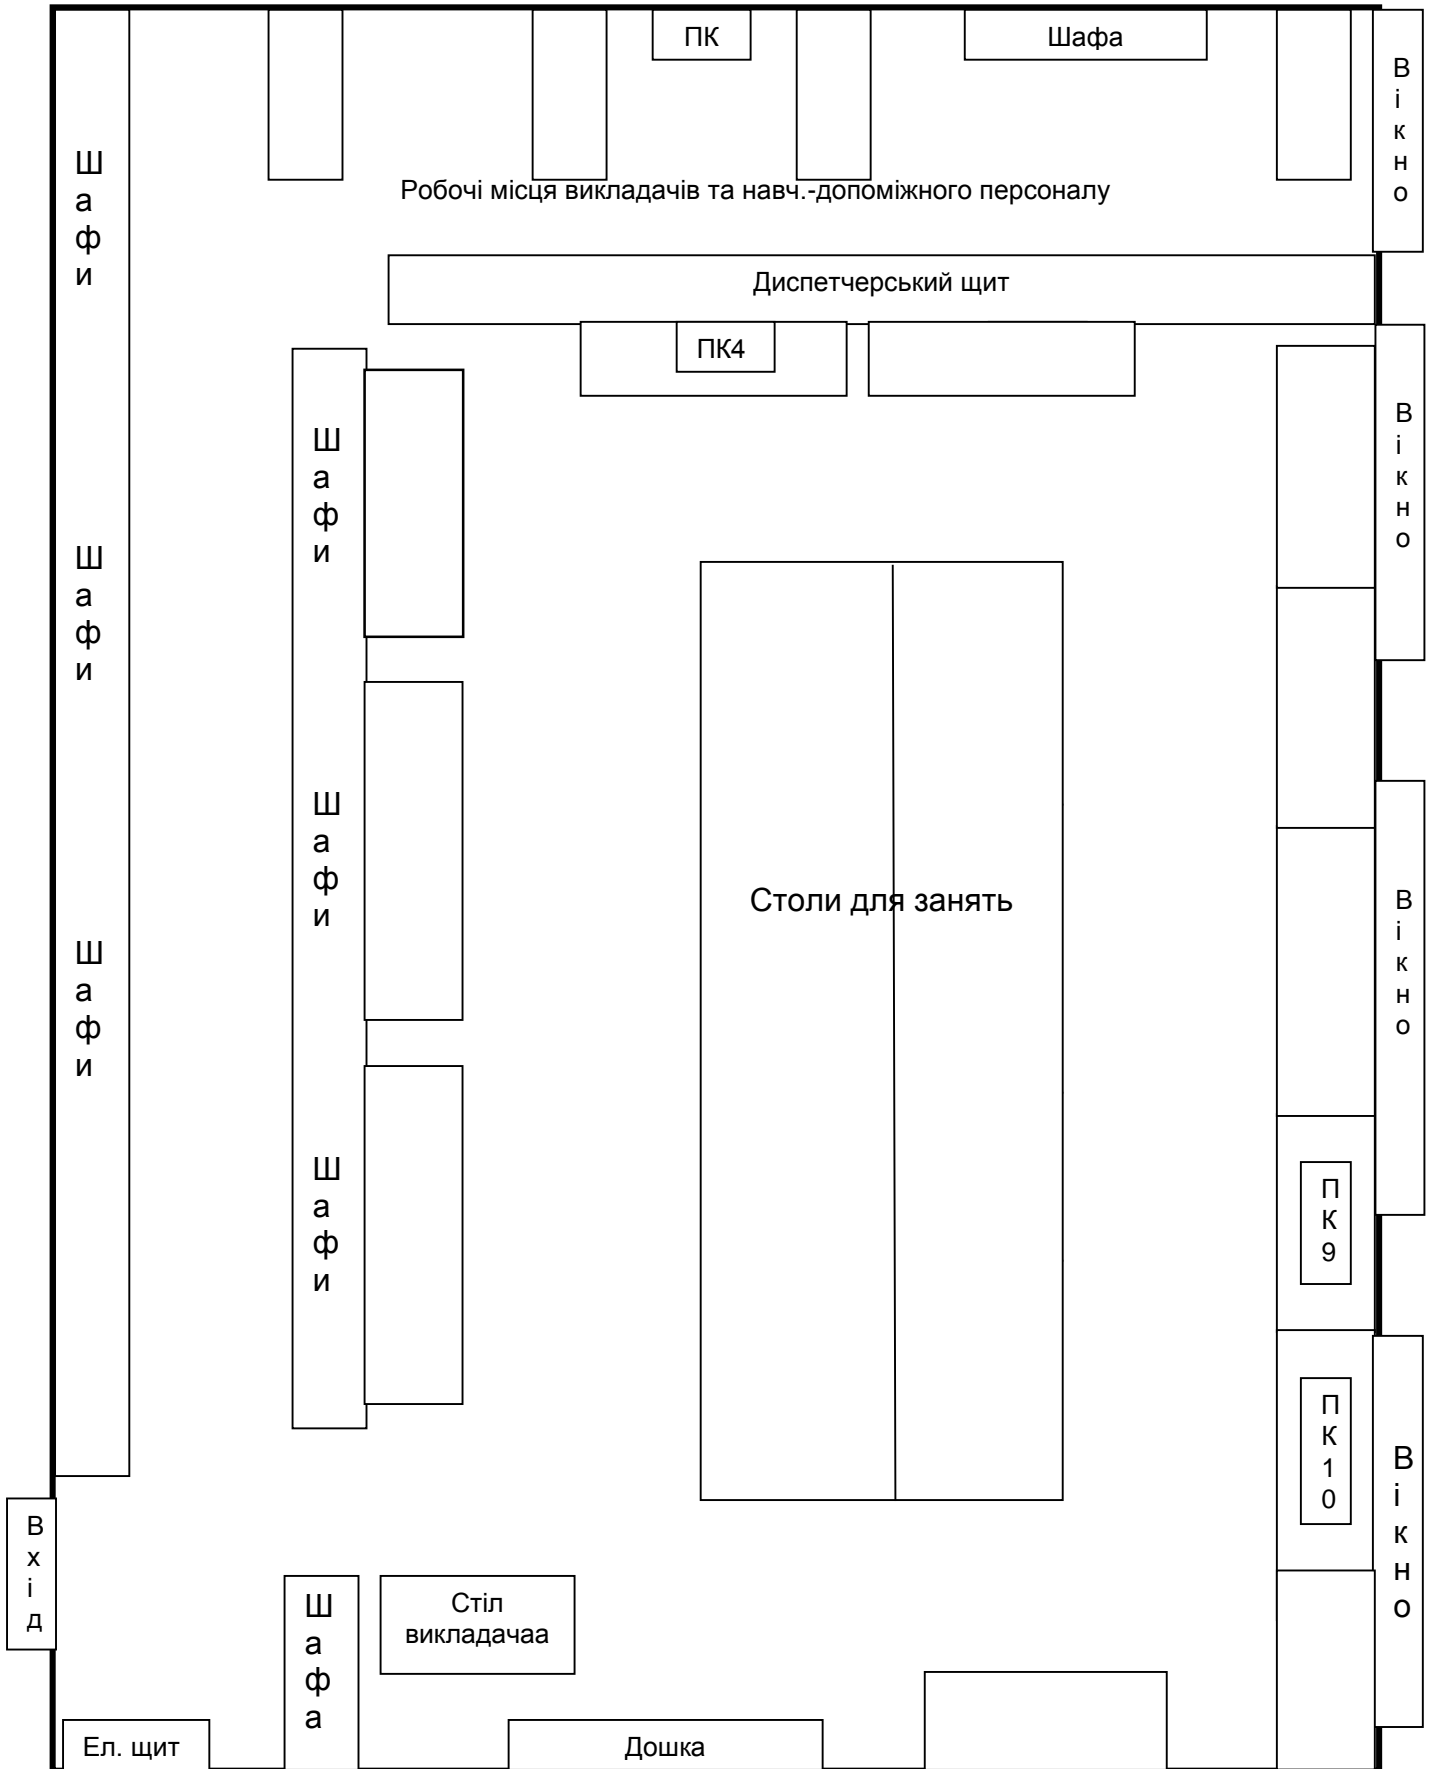 ПК
Шафа
Вікно
Шафи
Робочі місця викладачів та навч.-допоміжного персоналу
Диспетчерський щит
ПК4
Вікно
Шафи
Шафи
Шафи
Столи для занять
Вікно
Шафи
Шафи
ПК9
ПК10
Вікно
Вхід
Шафа
Стіл
викладачаа
Ел. щит
Дошка